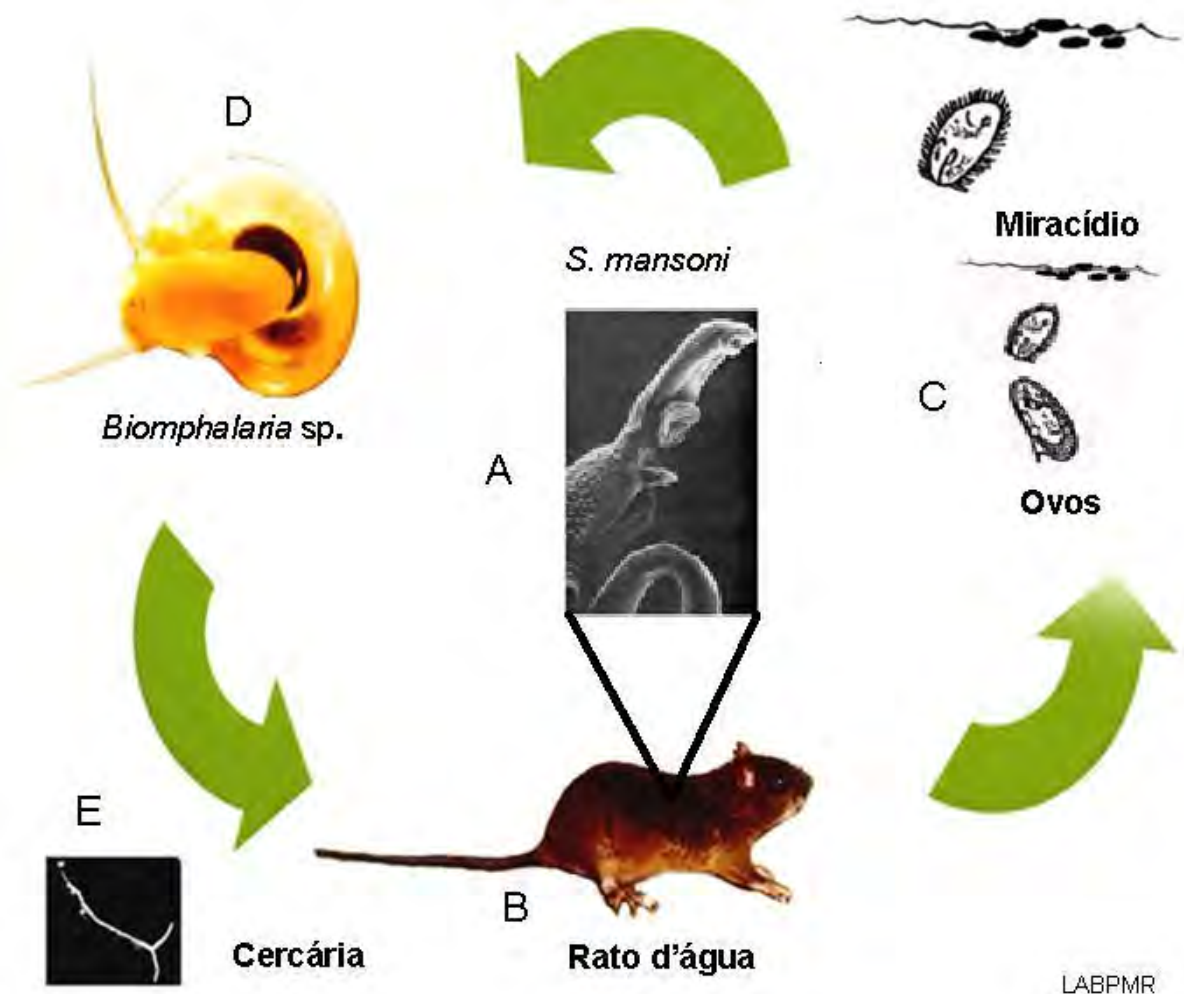 D
Miracídio
S. mansoni
C
Biomphalaria sp.
A
Ovos
E
B
Cercária
Rato d'água
LABPMR